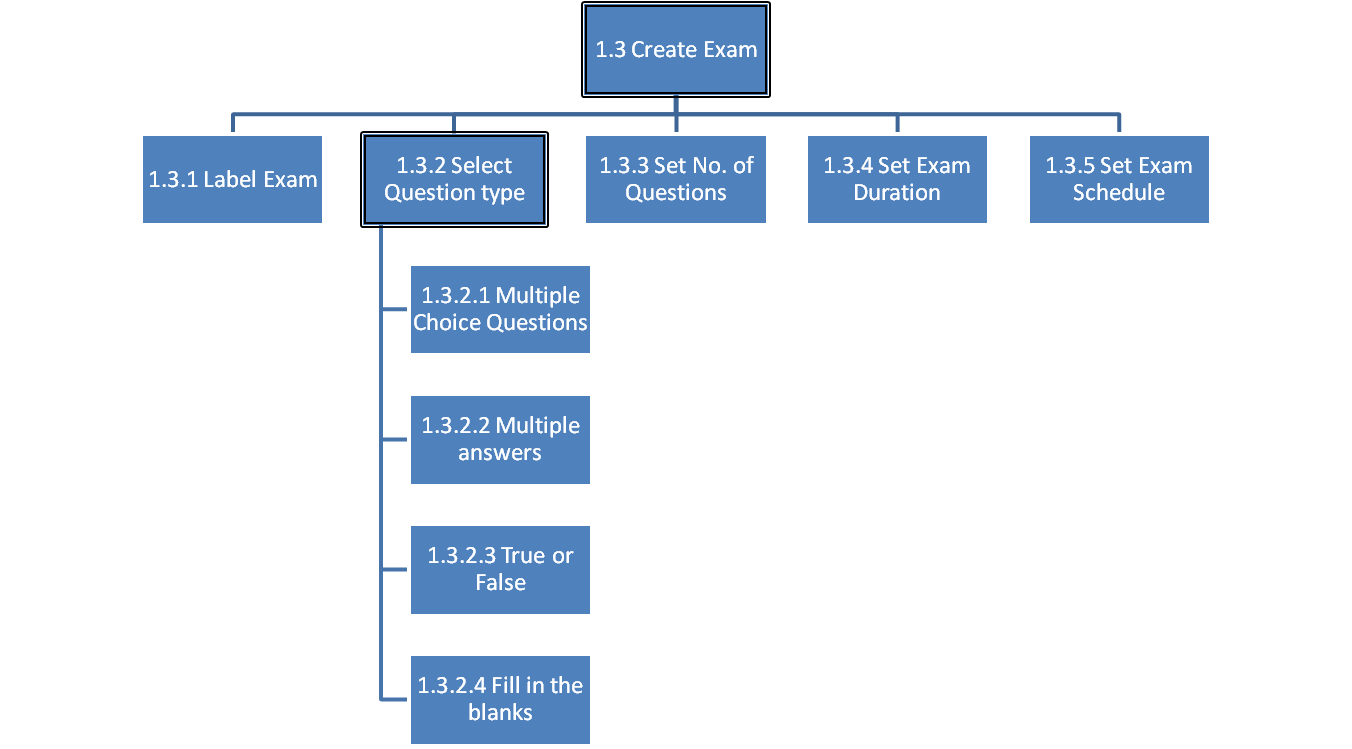 1.3 Create Exam
1.3.1 Label Exam
1.3.2 Select
Question type
1.3.3 Set No. of
Questions
1.3.4 Set Exam
Duration
1.3.5 Set Exam
Schedule
1.3.2.1 Multiple
Choice Questions
1.3.2.2 Multiple
answers
1.3.2.3 True or
False
1.3.2.4 Fill in the
blanks